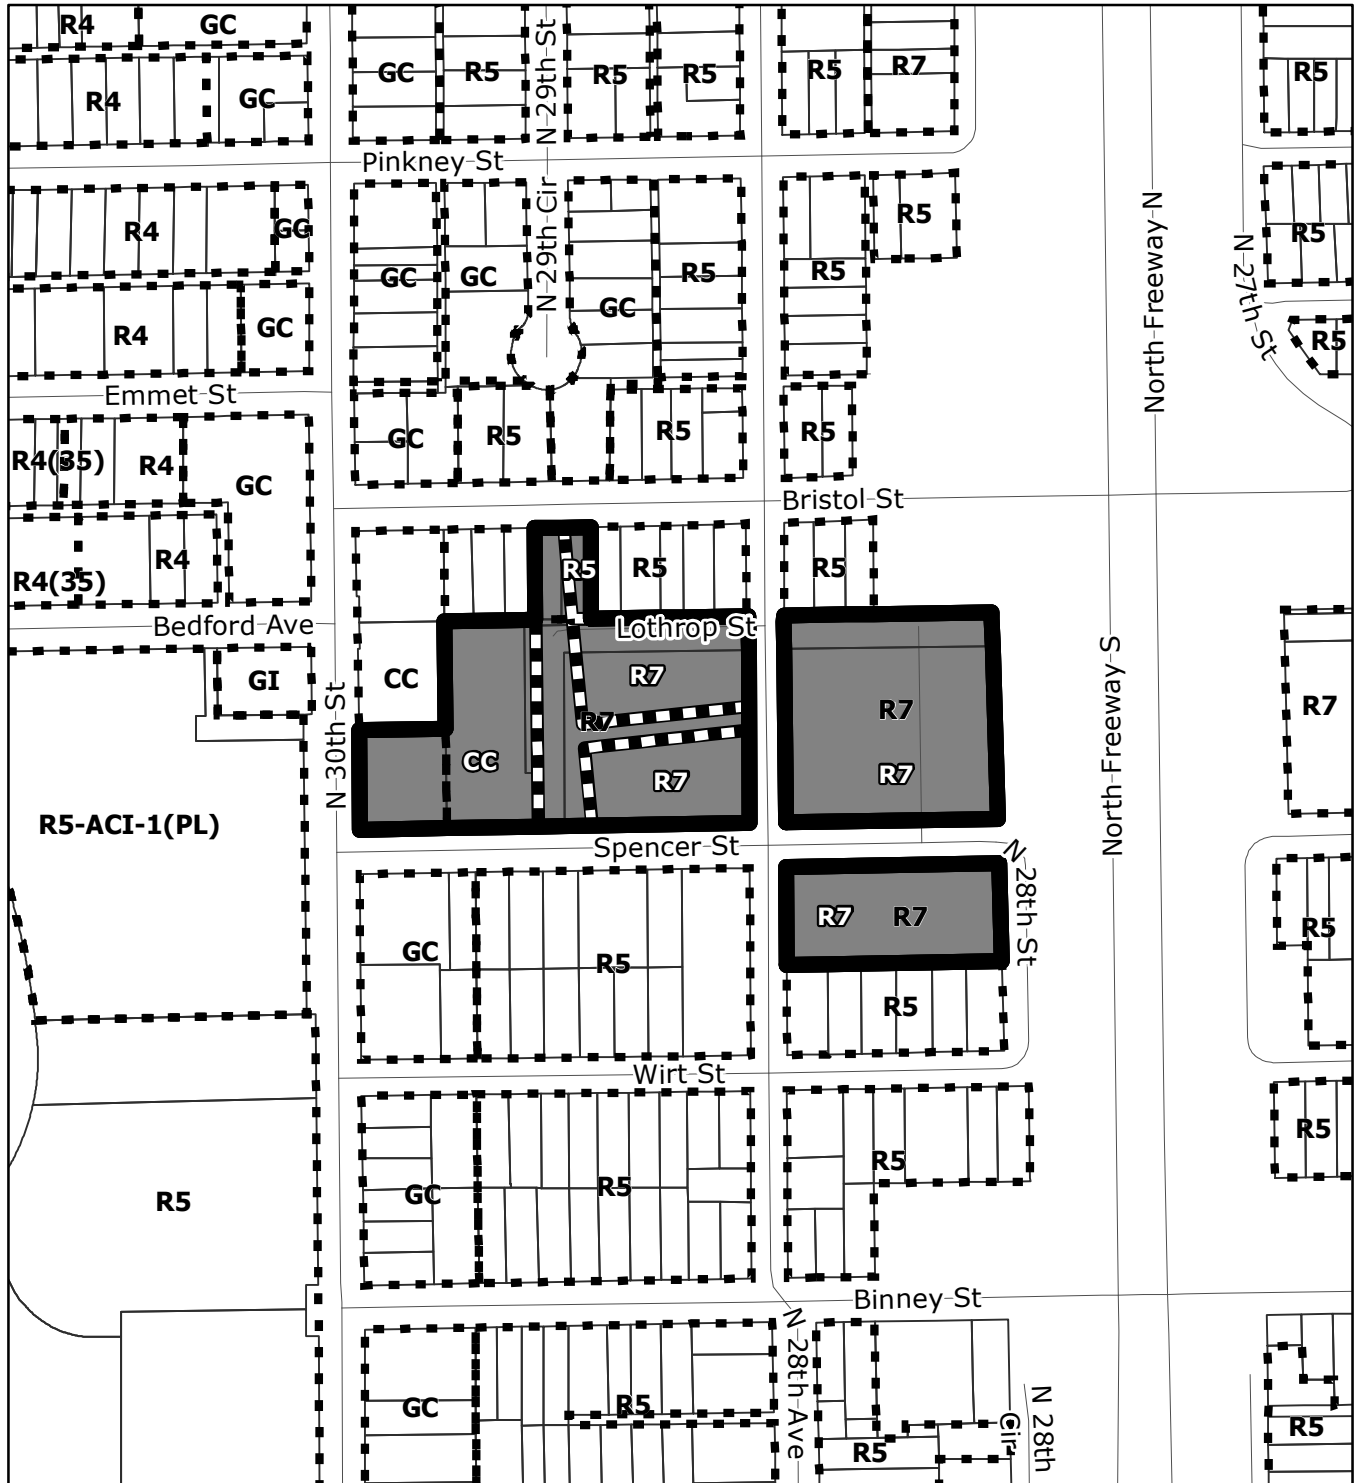 R4
GC
N 29th St
GC
R5
R5
R5
R5
R7
R5
R4
GC
Pinkney St
R4
GC
N 29th Cir
R5
North Freeway N
N 27th St
R5
GC
GC
R5
R5
GC
R4
GC
R5
Emmet St
GC
R5
R5
R5
R4(35)
R4
GC
Bristol St
R4
R5
R5
R5
R4(35)
Bedford Ave
Lothrop St
GI
CC
R7
R7
R7
R7
N 30th St
CC
R7
R7
North Freeway S
R5-ACI-1(PL)
Spencer St
N 28th St
R7
R7
R5
GC
R5
R5
Wirt St
R5
R5
R5
GC
R5
Binney St
N 28th Ave
GC
R5
R5
N 28th
Cir
R5